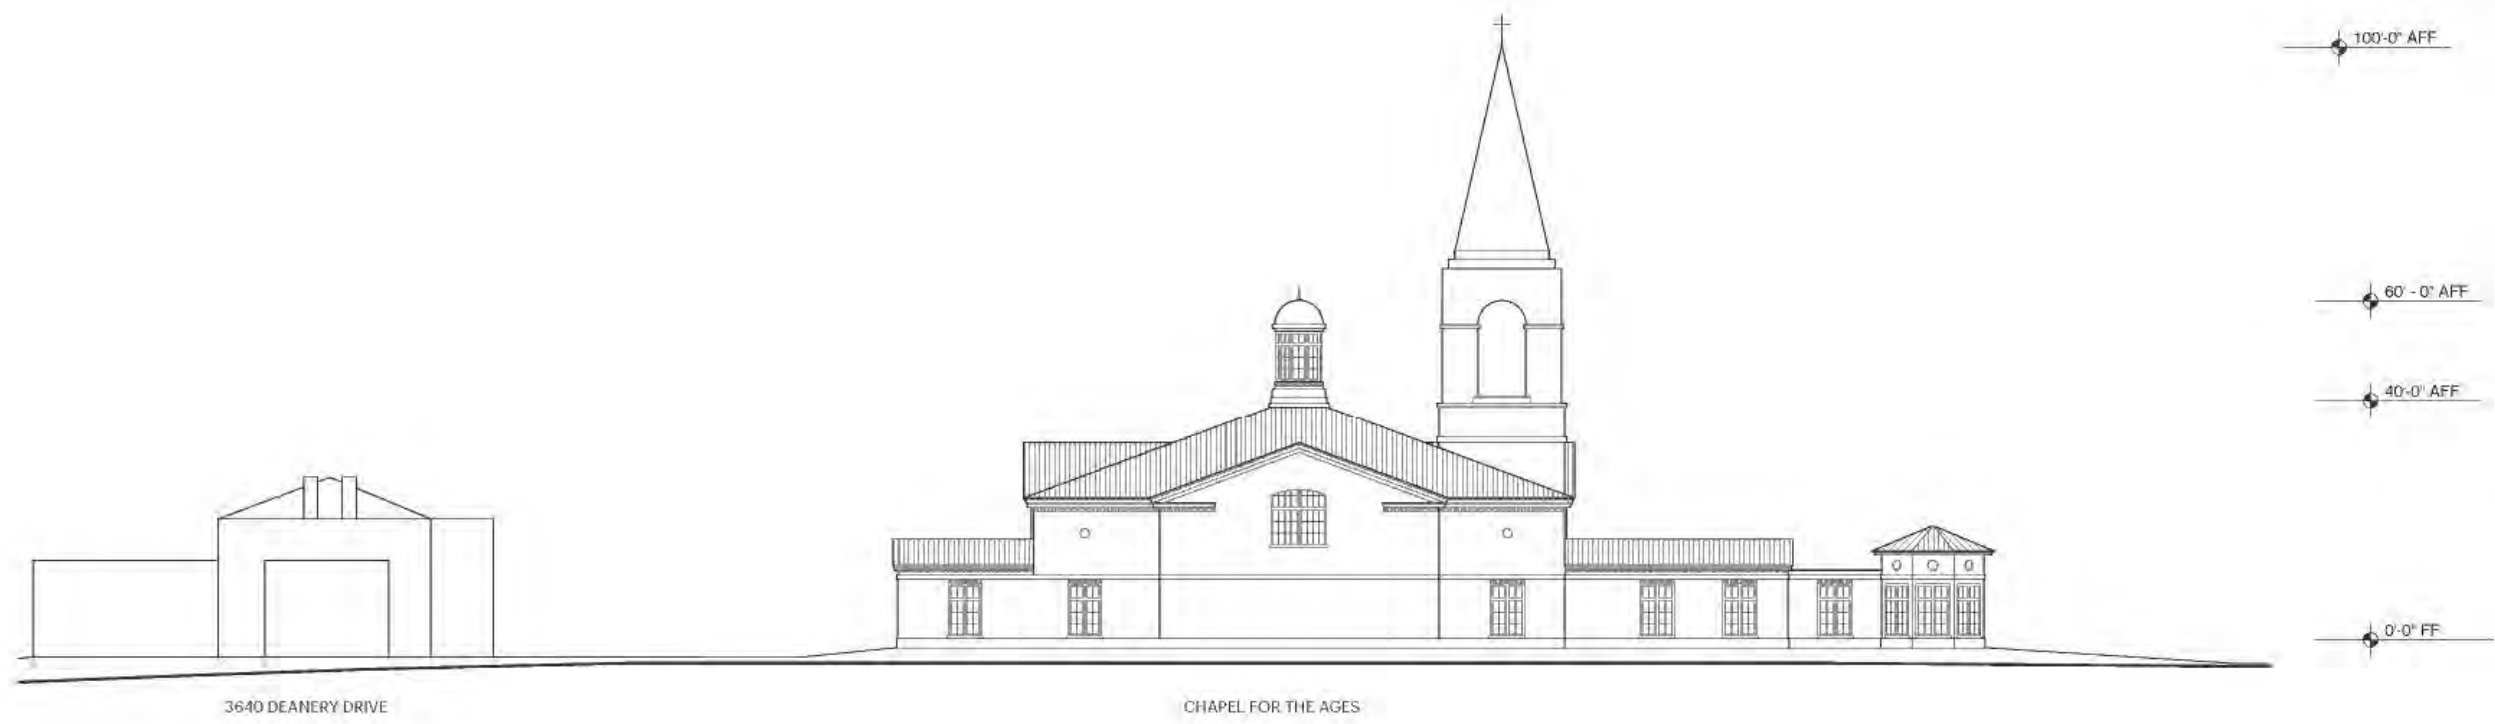 100'-0" AFF
60' - 0" AFF
40'-0" AFF
0'-0" FF
3640 DEANERY DRIVE
CHAPEL FOR THE AGES